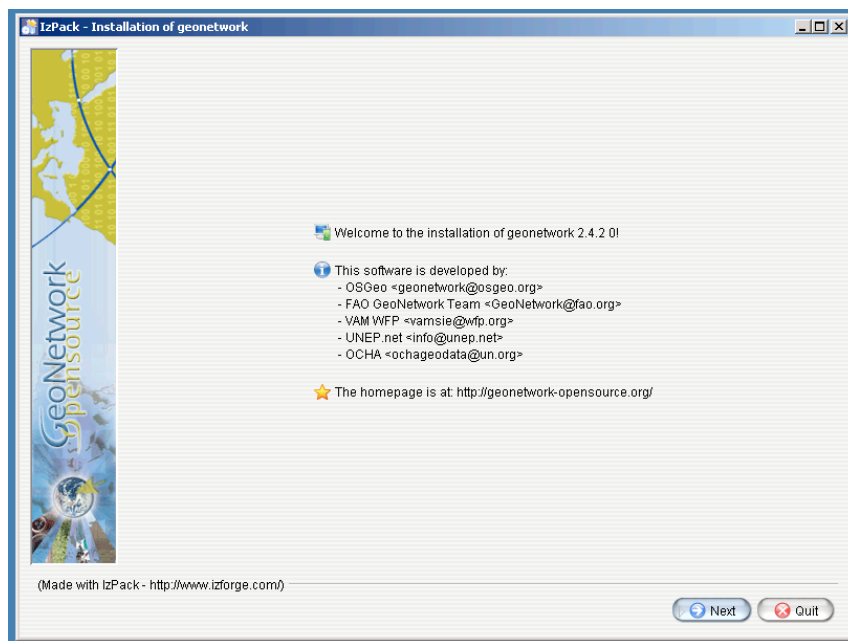 IzPack - Installation of geonetwork
GeoNetwork
Opensource
Welcome to the installation of geonetwork 2.4.2 0!
This software is developed by:
- OSGeo <geonetwork@osgeo.org>
- FAO GeoNetwork Team <GeoNetwork@fao.org>
- VAM WFP <vamsie@wfp.org>
- UNEP.net <info@unep.net>
- OCHA <ochageodata@un.org>
The homepage is at: http://geonetwork-opensource.org/
(Made with IzPack - http://www.izforge.com/)
Next
Quit